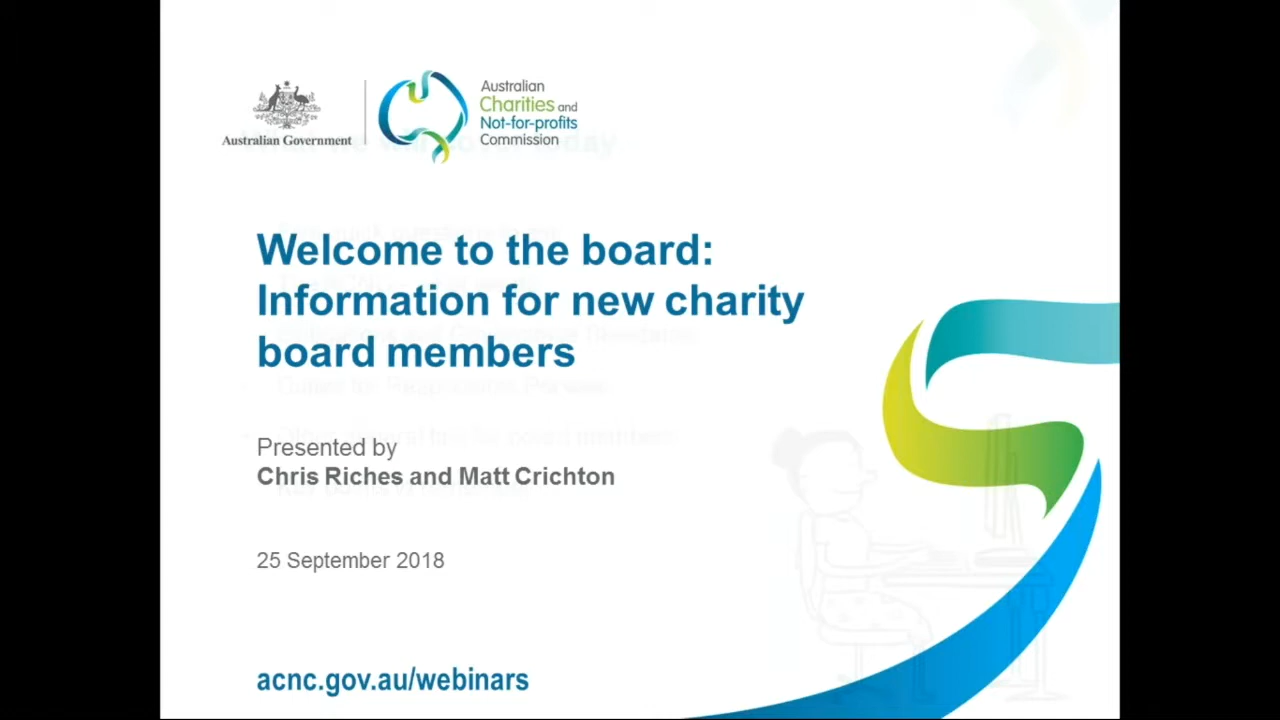 Australian Government
Australian
Charities and
Not-for-profits
Commission
Welcome to the board:
Information for new charity
board members
Presented by
Chris Riches and Matt Crichton
25 September 2018
acnc.gov.au/webinars